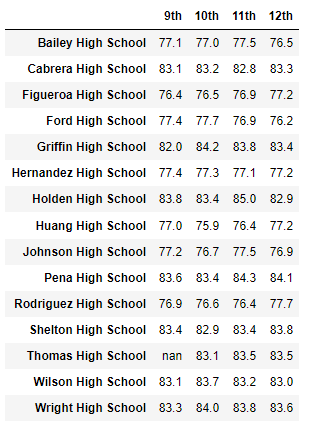 9th 10th 11th 12th
Bailey High School 77.1 77.0 77.5 76.5
Cabrera High School 83.1 83.2 82.8 83.3
Figueroa High School 76.4 76.5 76.9 77.2
Ford High School 77.4 77.7 76.9 76.2
Griffin High School 82.0 84.2 83.8 83.4
Hernandez High School 77.4 77.3 77.1 77.2
Holden High School 83.8 83.4 85.0 82.9
Huang High School 77.0 75.9 76.4 77.2
Johnson High School 77.2 76.7 77.5 76.9
Pena High School 83.6 83.4 84.3 84.1
Rodriguez High School 76.9 76.6 76.4 77.7
Shelton High School 83.4 82.9 83.4 83.8
Thomas High School nan 83.1 83.5 83.5
Wilson High School 83.1 83.7 83.2 83.0
Wright High School 83.3 84.0 83.8 83.6